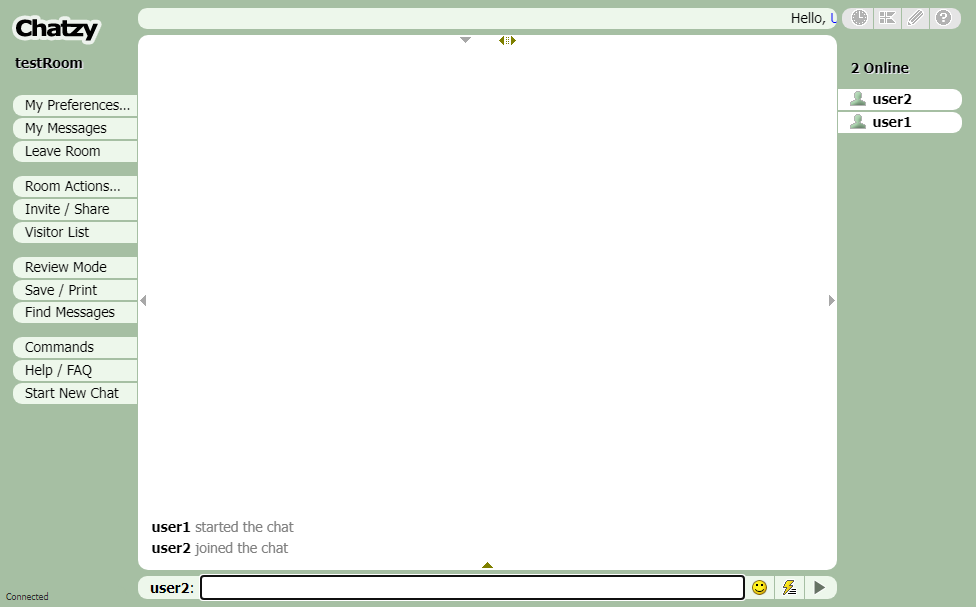 Chatzy
testRoom
My Preferences...
My Messages
Leave Room
Room Actions...
Invite / Share
Visitor List
Review Mode
Save / Print
Find Messages
Commands
Help / FAQ
Start New Chat
Connected
Hello, U
user1 started the chat
user2 joined the chat
user2:
2 Online
user2
user1